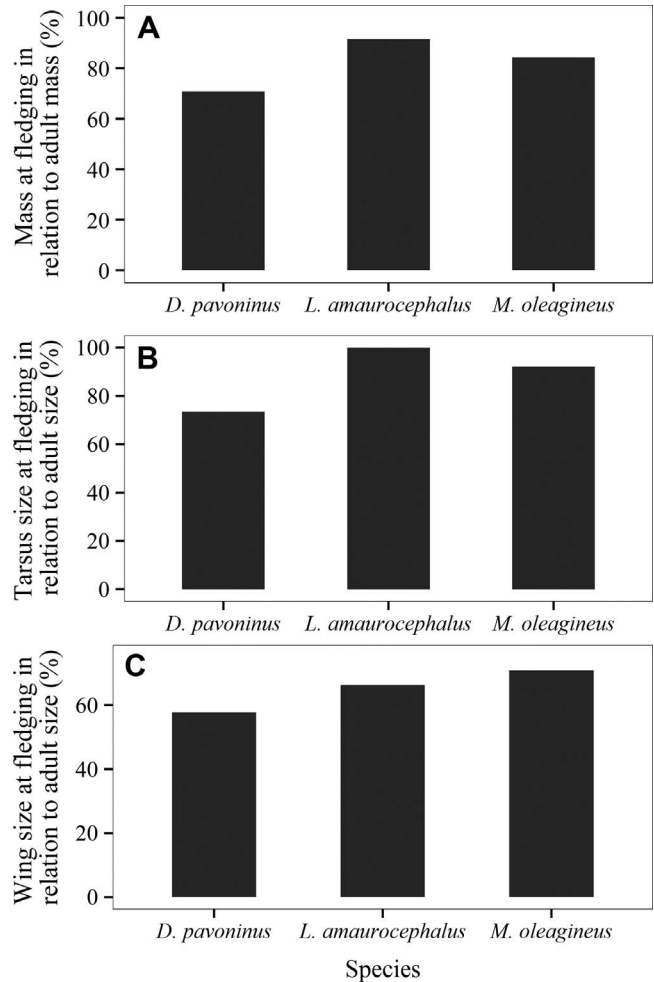 A
Mass at fledging in
relation to adult mass (%)
100
80
60
40
20
0
D. pavoninus L. amaurocephalus M. oleagineus
B
Tarsus size at fledging in
relation to adult size (%)
100
80
60
40
20
0
D. pavoninus L. amaurocephalus M. oleagineus
C
Wing size at fledging in
relation to adult size (%)
60
40
20
0
D. pavoninus L. amaurocephalus M. oleagineus
Species